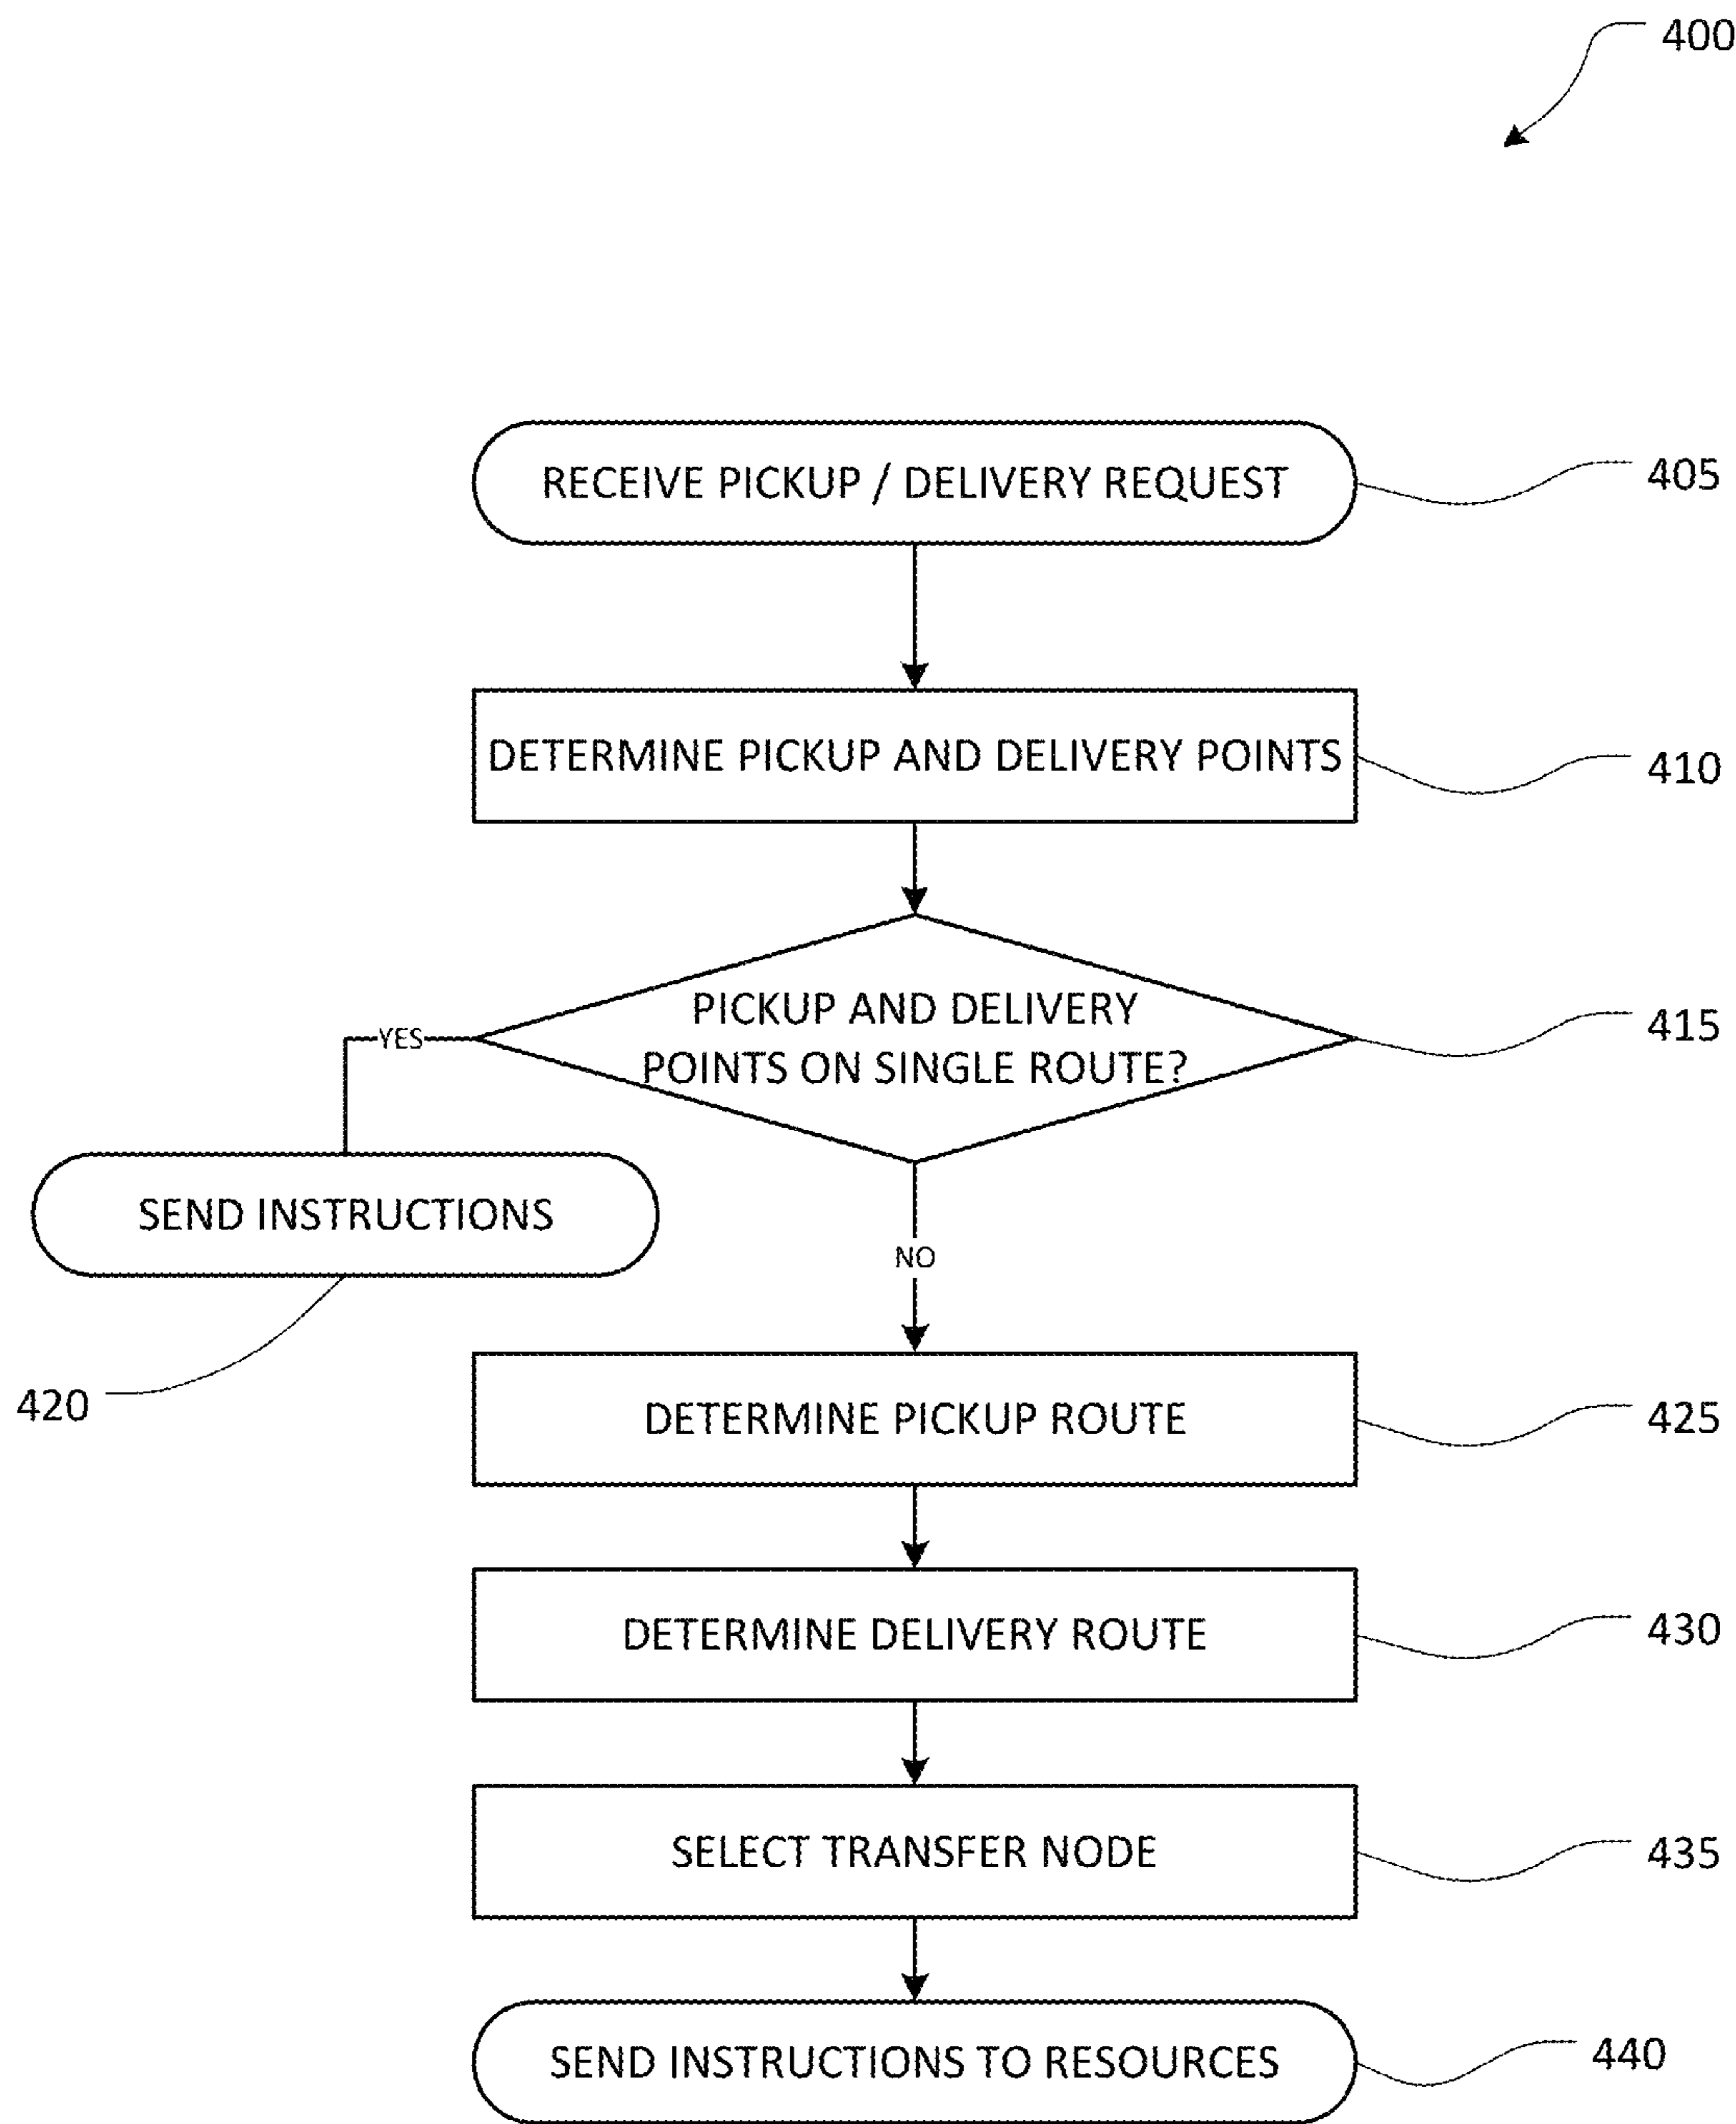 400
RECEIVE PICKUP / DELIVERY REQUEST
405
DETERMINE PICKUP AND DELIVERY POINTS
410
PICKUP AND DELIVERY
POINTS ON SINGLE ROUTE?
415
YES
SEND INSTRUCTIONS
420
NO
DETERMINE PICKUP ROUTE
425
DETERMINE DELIVERY ROUTE
430
SELECT TRANSFER NODE
435
SEND INSTRUCTIONS TO RESOURCES
440